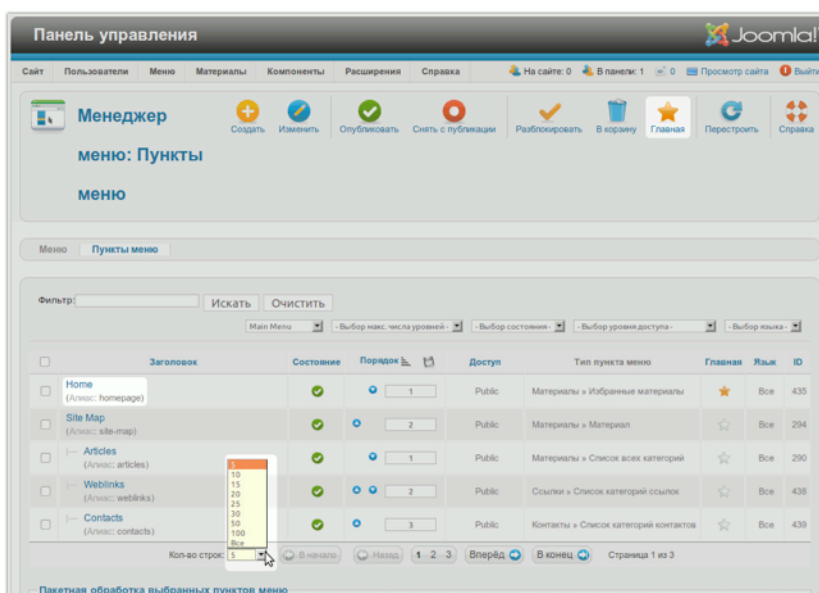 Панель управления
Joomla!
Сайт Пользователи Меню Материалы Компоненты Расширения Справка На сайте: 0 В панели: 1 0 Просмотр сайта Выйти
Менеджер меню: Пункты меню
Создать Изменить Опубликовать Снять с публикации Разблокировать В корзину Главная Перестроить Справка
Меню Пункты меню
Фильтр: Искать Очистить
Main Menu - Выбор макс. числа уровней - - Выбор состояния - - Выбор уровня доступа - - Выбор языка -
Заголовок Состояние Порядок Доступ Тип пункта меню Главная Язык ID
Home
(Алиас: homepage)
1 Public Материалы » Избранные материалы Все 435
Site Map
(Алиас: site-map)
2 Public Материалы » Материал Все 294
|— Articles
(Алиас: articles)
1 Public Материалы » Список всех категорий Все 290
|— Weblinks
(Алиас: weblinks)
2 Public Ссылки » Список категорий ссылок Все 438
|— Contacts
(Алиас: contacts)
3 Public Контакты » Список категорий контактов Все 439
5
10
15
20
25
30
50
100
Все
Кол-во строк: 5 В начало Назад 1 2 3 Вперёд В конец Страница 1 из 3
Пакетная обработка выбранных пунктов меню